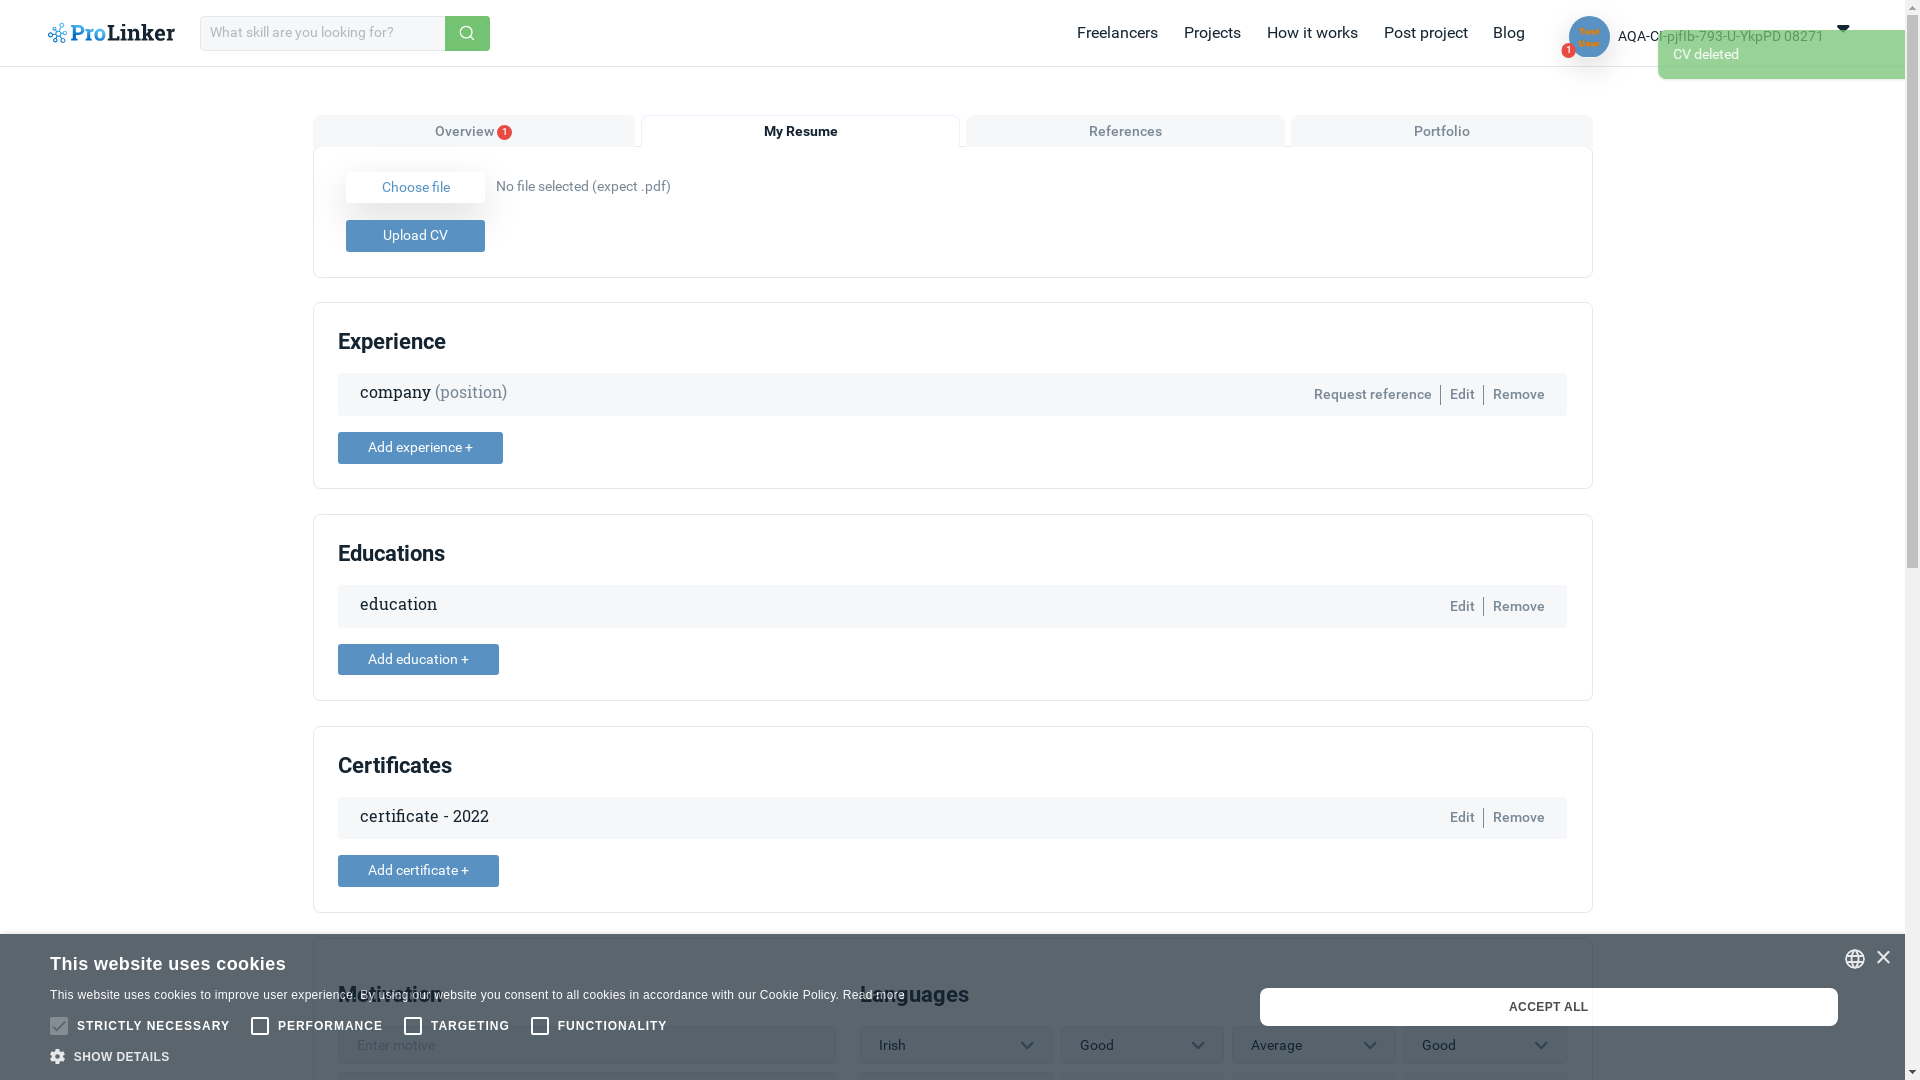 ProLinker
What skill are you looking for?
Freelancers
Projects
How it works
Post project
Blog
1
AQA-CI-pjfIb-793-U-YkpPD 08271
CV deleted
Overview 1
My Resume
References
Portfolio
Choose file
No file selected (expect .pdf)
Upload CV
Experience
company (position)
Request reference
Edit
Remove
Add experience +
Educations
education
Edit
Remove
Add education +
Certificates
certificate - 2022
Edit
Remove
Add certificate +
This website uses cookies
This website uses cookies to improve user experience. By using our website you consent to all cookies in accordance with our Cookie Policy. Read more
Motivation
Languages
STRICTLY NECESSARY
PERFORMANCE
TARGETING
FUNCTIONALITY
ACCEPT ALL
Enter motive
Irish
Good
Average
Good
SHOW DETAILS